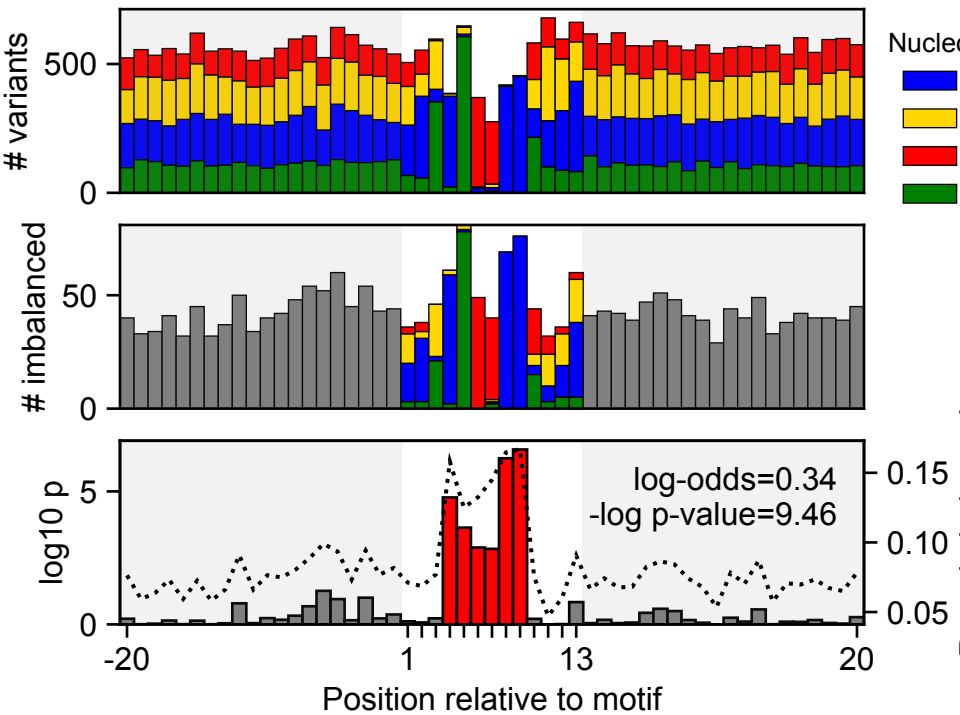 # variants
500
0
Nucleo
# imbalanced
50
0
log10 p
5
0
log-odds=0.34
-log p-value=9.46
0.15
0.10
0.05
-20
1
13
20
Position relative to motif